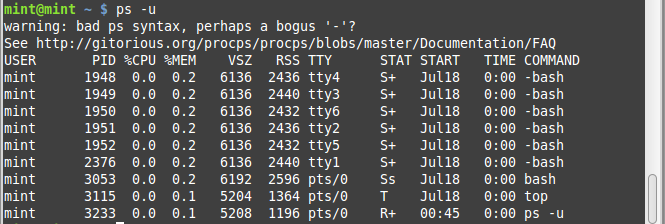 mint@mint ~ $ ps -u
warning: bad ps syntax, perhaps a bogus '-'?
See http://gitorious.org/procps/procps/blobs/master/Documentation/FAQ
USER       PID %CPU %MEM    VSZ   RSS TTY      STAT START   TIME COMMAND
mint      1948  0.0  0.2   6136  2436 tty4     S+   Jul18   0:00 -bash
mint      1949  0.0  0.2   6136  2440 tty3     S+   Jul18   0:00 -bash
mint      1950  0.0  0.2   6136  2432 tty6     S+   Jul18   0:00 -bash
mint      1951  0.0  0.2   6136  2436 tty2     S+   Jul18   0:00 -bash
mint      1952  0.0  0.2   6136  2432 tty5     S+   Jul18   0:00 -bash
mint      2376  0.0  0.2   6136  2440 tty1     S+   Jul18   0:00 -bash
mint      3053  0.0  0.2   6192  2596 pts/0    Ss   Jul18   0:00 bash
mint      3115  0.0  0.1   5204  1364 pts/0    T    Jul18   0:00 top
mint      3233  0.0  0.1   5208  1196 pts/0    R+   00:45   0:00 ps -u